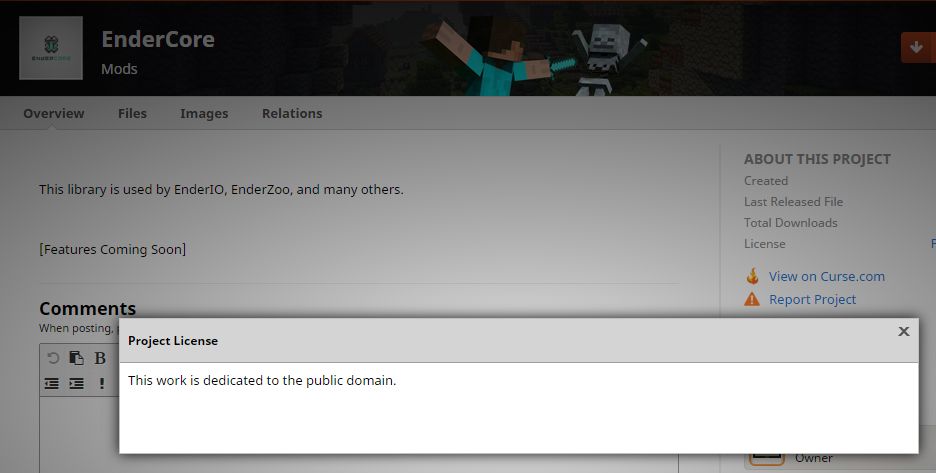 ENDERCORE
EnderCore
Mods
Overview Files Images Relations
This library is used by EnderIO, EnderZoo, and many others.
[Features Coming Soon]
Comments
When posting, p
B
!
ABOUT THIS PROJECT
Created
Last Released File
Total Downloads
License
View on Curse.com
Report Project
Project License
This work is dedicated to the public domain.
Owner